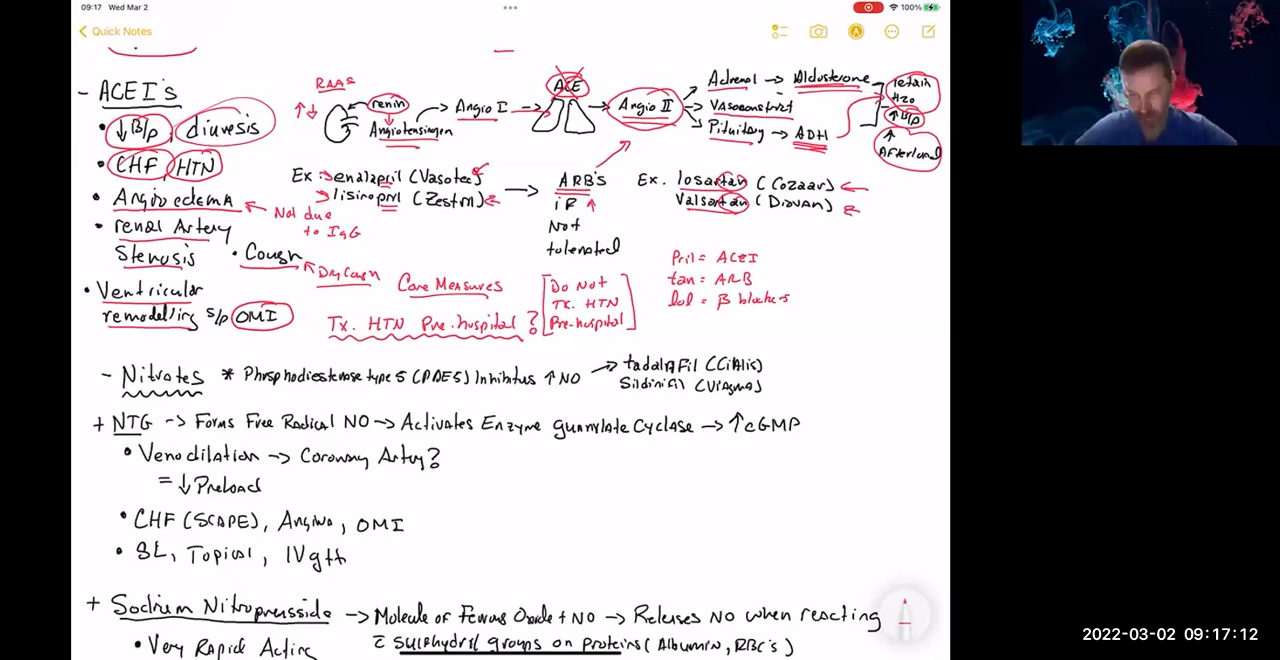 09:17 Wed Mar 2
100%
Quick Notes
- ACEI's
• ↓B/P, diuresis
• CHF, HTN
• Angioedema
Not due
to IgG
• renal Artery
Stenosis • Cough
Dry Cough
• Ventricular
remodelling s/p OMI
RAAS
↑↓
renin
Angiotensinogen
→ Angio I →
ACE
→ Angio II
Adrenal → Aldosterone
Vasoconstrict
Pituitary → ADH
retain
H2O
↑B/P
↑
Afterload
Ex: enalapril (Vasotec)
lisinopril (Zestril)
→ ARB's
if
Not
tolerated
Ex. losartan (Cozaar)
Valsartan (Diovan)
Pril = ACEI
tan = ARB
lol = β blockers
Core Measures
Tx. HTN Pre-hospital?
Do Not
Tx. HTN
Pre-hospital
- Nitrates * Phosphodiesterase type 5 (PDE5) Inhibitors ↑NO → tadalafil (Cialis)
Sildinifil (Viagra)
+ NTG → Forms Free Radical NO → Activates Enzyme guanylate Cyclase → ↑cGMP
• Venodilation → Coronary Artery?
= ↓ Preload
• CHF (SCAPE), Angina, OMI
• SL, Topical, IVgtt
+ Sodium Nitroprusside → Molecule of Ferrous Oxide + NO → Releases NO when reacting
c̄ sulfhydril groups on proteins (Albumin, RBC's)
• Very Rapid Acting
2022-03-02 09:17:12